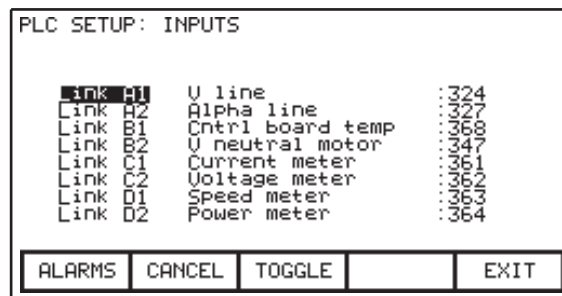 PLC SETUP: INPUTS
Link A1 V line :324
Link A2 Alpha line :327
Link B1 Cntrl board temp :368
Link B2 V neutral motor :347
Link C1 Current meter :361
Link C2 Voltage meter :362
Link D1 Speed meter :363
Link D2 Power meter :364
ALARMS CANCEL TOGGLE EXIT